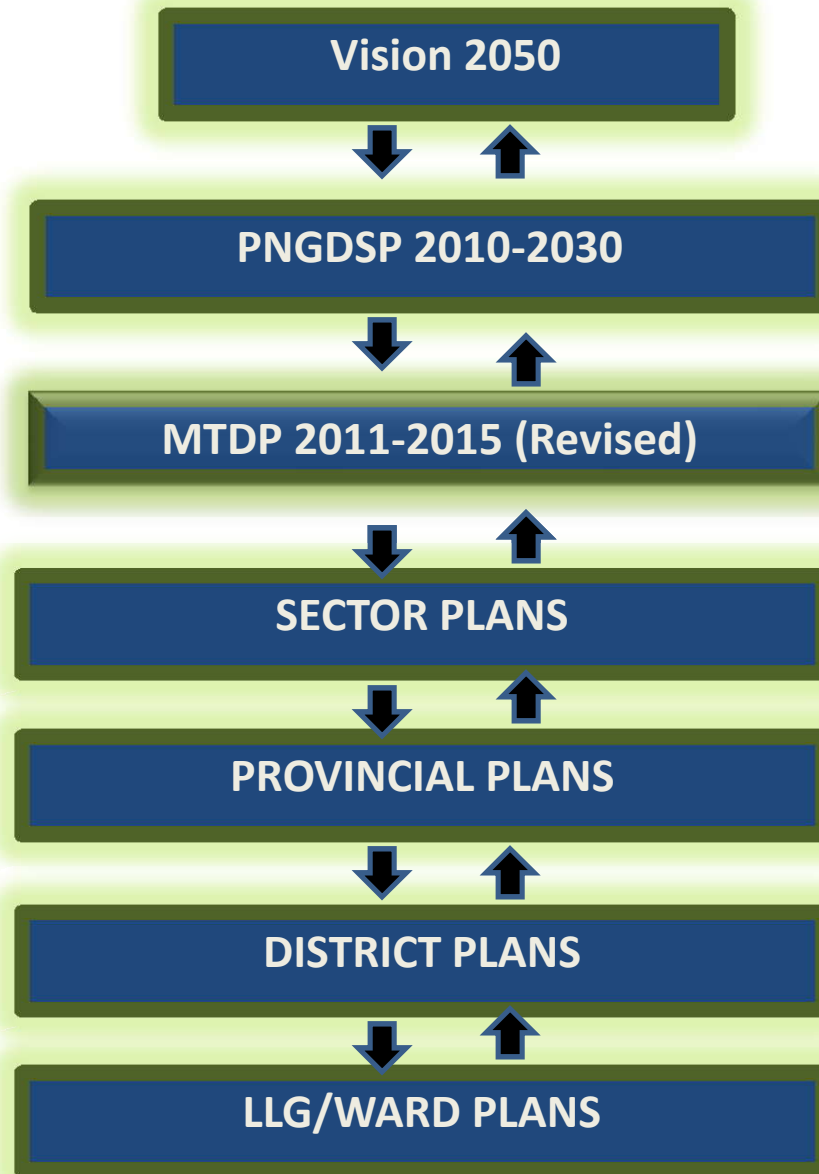 Vision 2050
PNGDSP 2010-2030
MTDP 2011-2015 (Revised)
SECTOR PLANS
PROVINCIAL PLANS
DISTRICT PLANS
LLG/WARD PLANS